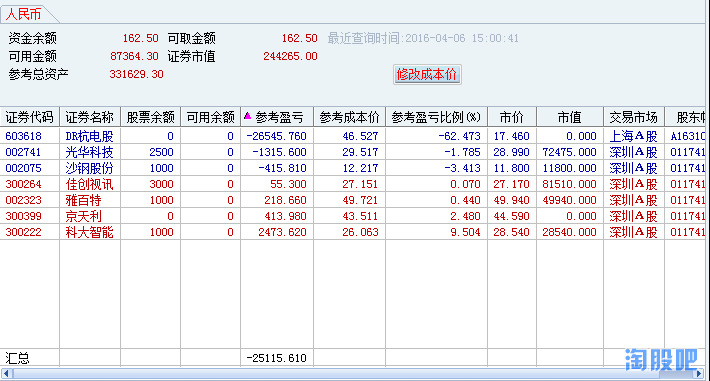 人民币
资金余额 162.50 可取金额 162.50 最近查询时间:2016-04-06 15:00:41
可用金额 87364.30 证券市值 244265.00
参考总资产 331629.30 修改成本价
证券代码 证券名称 股票余额 可用余额 参考盈亏 参考成本价 参考盈亏比例(%) 市价 市值 交易市场 股东
603618 DR杭电股 0 0 -26545.760 46.527 -62.473 17.460 0.000 上海A股 A16310
002741 光华科技 2500 0 -1315.600 29.517 -1.785 28.990 72475.000 深圳A股 011741
002075 沙钢股份 1000 0 -415.810 12.217 -3.413 11.800 11800.000 深圳A股 011741
300264 佳创视讯 3000 0 55.300 27.151 0.070 27.170 81510.000 深圳A股 011741
002323 雅百特 1000 0 218.660 49.721 0.440 49.940 49940.000 深圳A股 011741
300399 京天利 0 0 413.980 43.511 2.480 44.590 0.000 深圳A股 011741
300222 科大智能 1000 0 2473.620 26.063 9.504 28.540 28540.000 深圳A股 011741
汇总 -25115.610
淘股吧